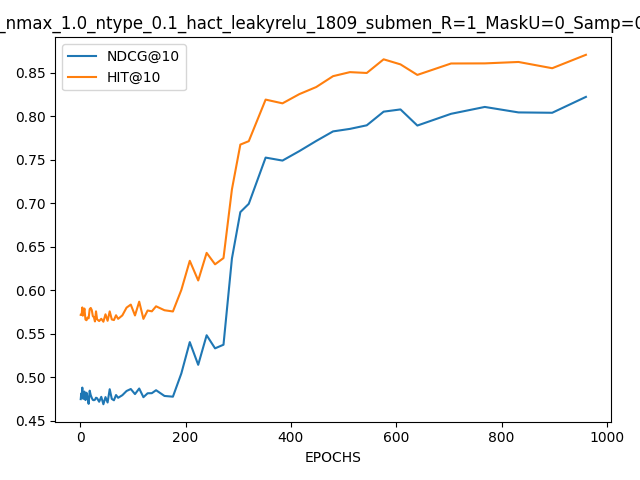 _nmax_1.0_ntype_0.1_hact_leakyrelu_1809_submen_R=1_MaskU=0_Samp=0
NDCG@10
HIT@10
0.85
0.80
0.75
0.70
0.65
0.60
0.55
0.50
0.45
0 200 400 600 800 1000
EPOCHS